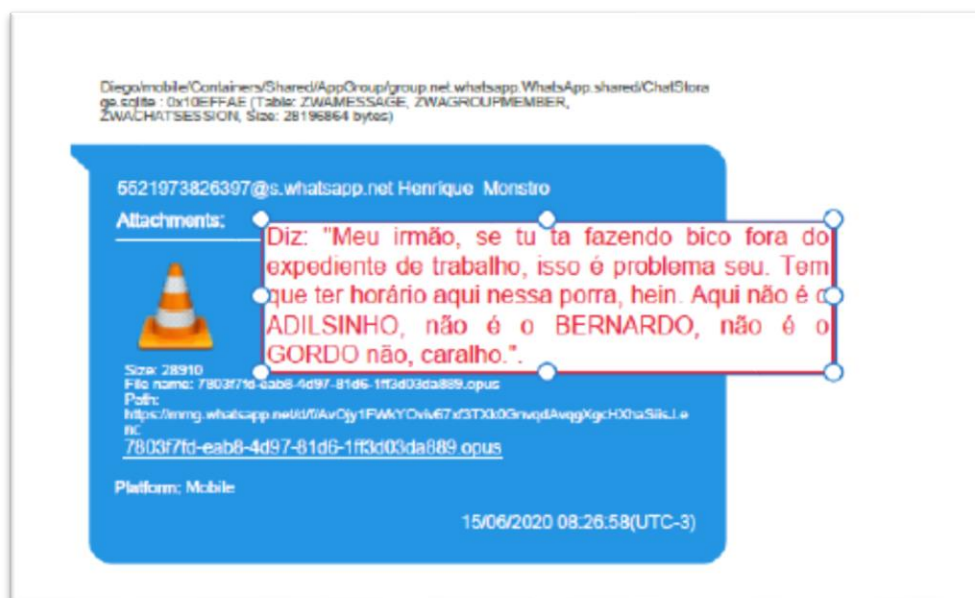 Diego/mobile/Containers/Shared/AppGroup/group.net.whatsapp.WhatsApp.shared/ChatStora
ge.sqlite : 0x10EFFAE (Table: ZWAMESSAGE, ZWAGROUPMEMBER,
ZWACHATSESSION, Size: 28196864 bytes)
5521973826397@s.whatsapp.net Henrique Monstro
Attachments:
Diz: "Meu irmão, se tu ta fazendo bico fora do
expediente de trabalho, isso é problema seu. Tem
que ter horário aqui nessa porra, hein. Aqui não é o
ADILSINHO, não é o BERNARDO, não é o
GORDO não, caralho.".
Size: 28910
File name: 7803f7fd-eab8-4d97-81d6-1ff3d03da889.opus
Path:
7803f7fd-eab8-4d97-81d6-1ff3d03da889.opus
Platform: Mobile
15/06/2020 08:26:58(UTC-3)